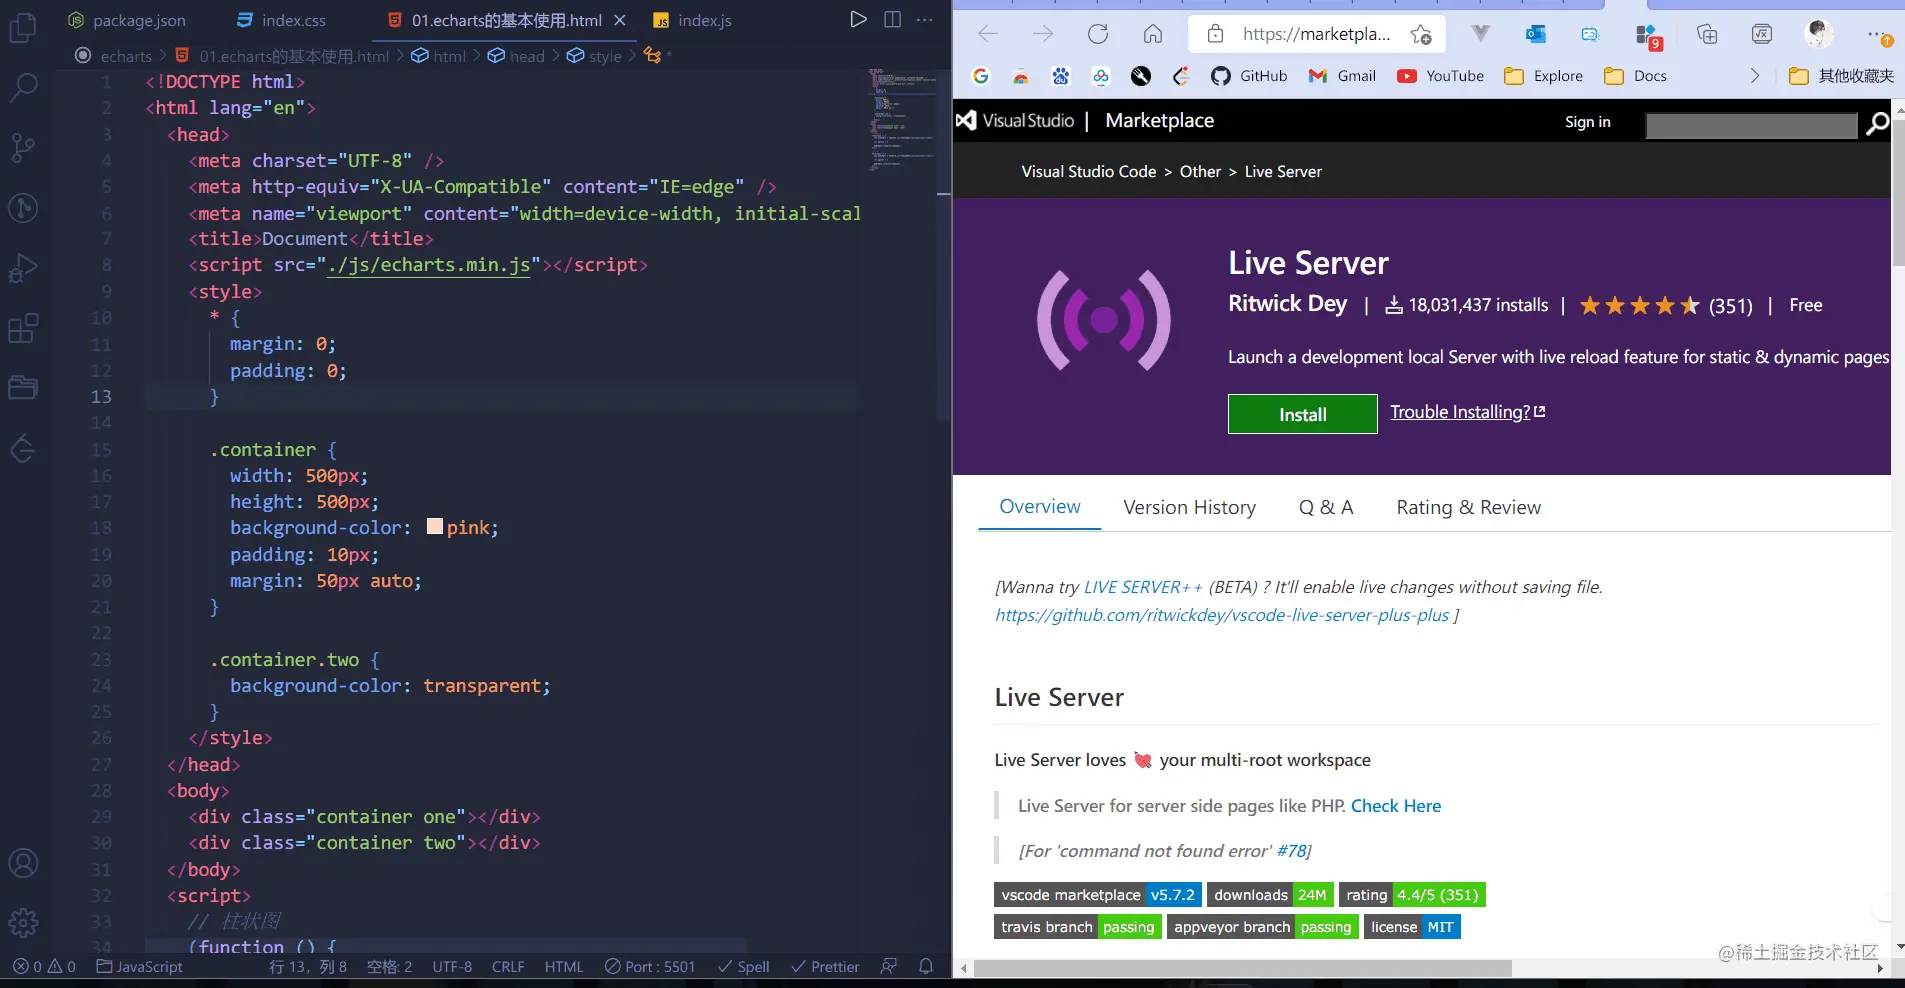 package.json index.css 01.echarts的基本使用.html index.js
echarts > 01.echarts的基本使用.html > html > head > style > *
1 <!DOCTYPE html>
2 <html lang="en">
3 <head>
4 <meta charset="UTF-8" />
5 <meta http-equiv="X-UA-Compatible" content="IE=edge" />
6 <meta name="viewport" content="width=device-width, initial-scal
7 <title>Document</title>
8 <script src="./js/echarts.min.js"></script>
9 <style>
10 * {
11 margin: 0;
12 padding: 0;
13 }
14
15 .container {
16 width: 500px;
17 height: 500px;
18 background-color: pink;
19 padding: 10px;
20 margin: 50px auto;
21 }
22
23 .container.two {
24 background-color: transparent;
25 }
26 </style>
27 </head>
28 <body>
29 <div class="container one"></div>
30 <div class="container two"></div>
31 </body>
32 <script>
33 // 柱状图
34 (function () {
0 0 JavaScript 行 13，列 8 空格: 2 UTF-8 CRLF HTML Port : 5501 Spell Prettier
https://marketpla... 9
GitHub Gmail YouTube Explore Docs 其他收藏夹
Visual Studio | Marketplace Sign in
Visual Studio Code > Other > Live Server
Live Server
Ritwick Dey | 18,031,437 installs | (351) | Free
Launch a development local Server with live reload feature for static & dynamic pages
Install Trouble Installing?
Overview Version History Q & A Rating & Review
[Wanna try LIVE SERVER++ (BETA) ? It'll enable live changes without saving file.
https://github.com/ritwickdey/vscode-live-server-plus-plus ]
Live Server
Live Server loves 💘 your multi-root workspace
Live Server for server side pages like PHP. Check Here
[For 'command not found error' #78]
vscode marketplace v5.7.2 downloads 24M rating 4.4/5 (351)
travis branch passing appveyor branch passing license MIT
@稀土掘金技术社区